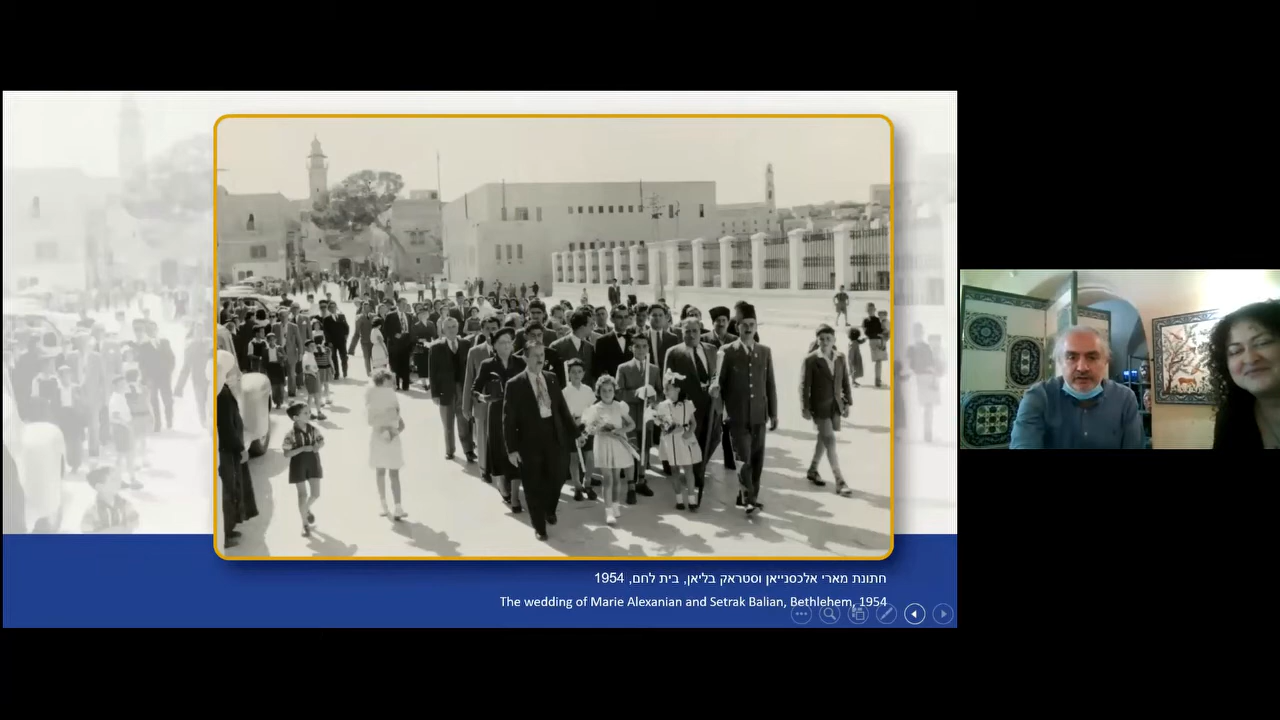 חתונת מארי אלכסנייאן וסטראק בליאן, בית לחם, 1954
The wedding of Marie Alexanian and Setrak Balian, Bethlehem, 1954